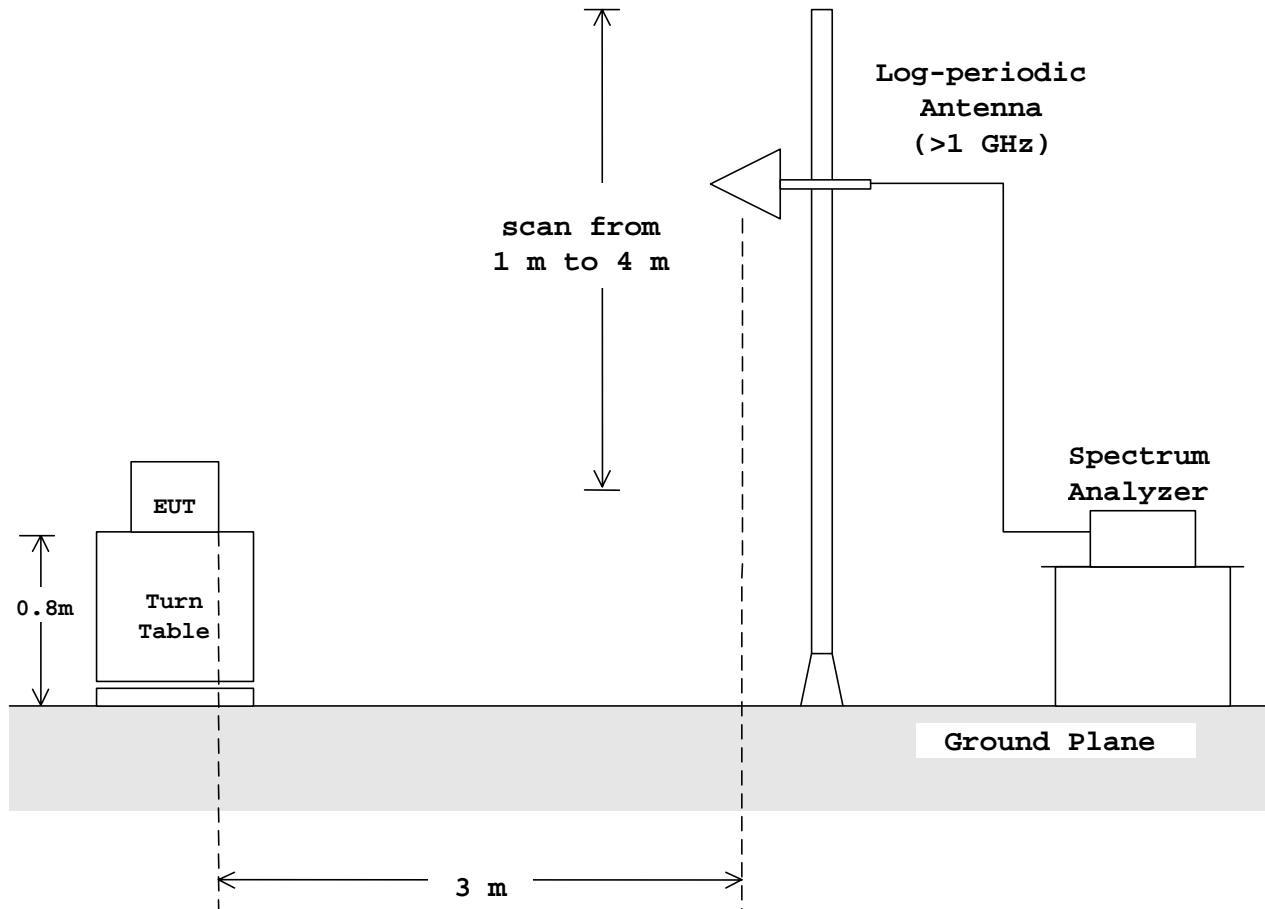 Log-periodic
Antenna
(>1 GHz)
scan from
1 m to 4 m
Spectrum
Analyzer
EUT
0.8m
Turn
Table
Ground Plane
3 m